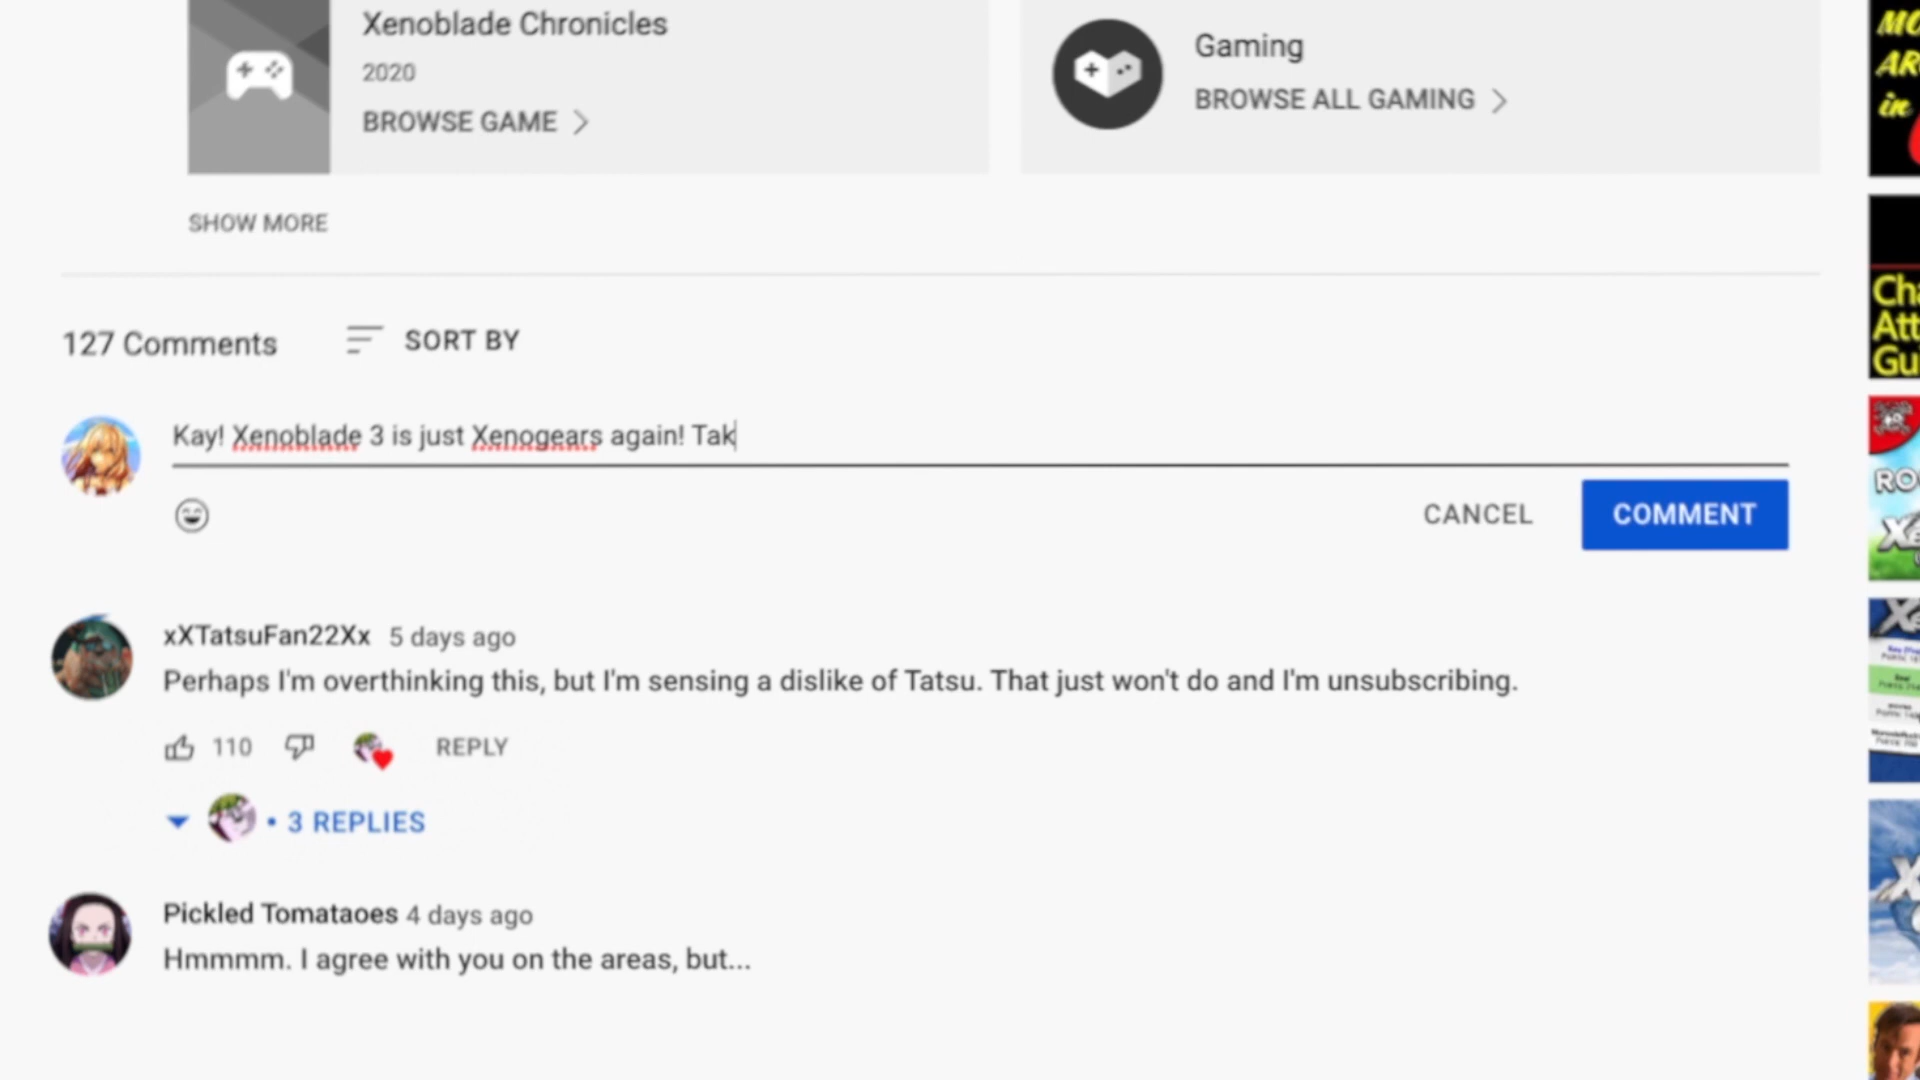 Xenoblade Chronicles
2020
BROWSE GAME
Gaming
BROWSE ALL GAMING
SHOW MORE
127 Comments
SORT BY
Kay! Xenoblade 3 is just Xenogears again! Tak
CANCEL
COMMENT
xXTatsuFan22Xx 5 days ago
Perhaps I'm overthinking this, but I'm sensing a dislike of Tatsu. That just won't do and I'm unsubscribing.
110
REPLY
• 3 REPLIES
Pickled Tomataoes 4 days ago
Hmmmm. I agree with you on the areas, but...
in